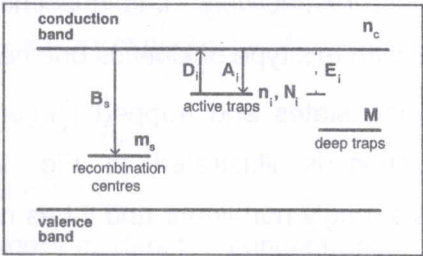 conduction
band
n_c
D_i A_i E_i
n_i, N_i
active traps
B_s
M
deep traps
m_s
recombination
centres
valence
band